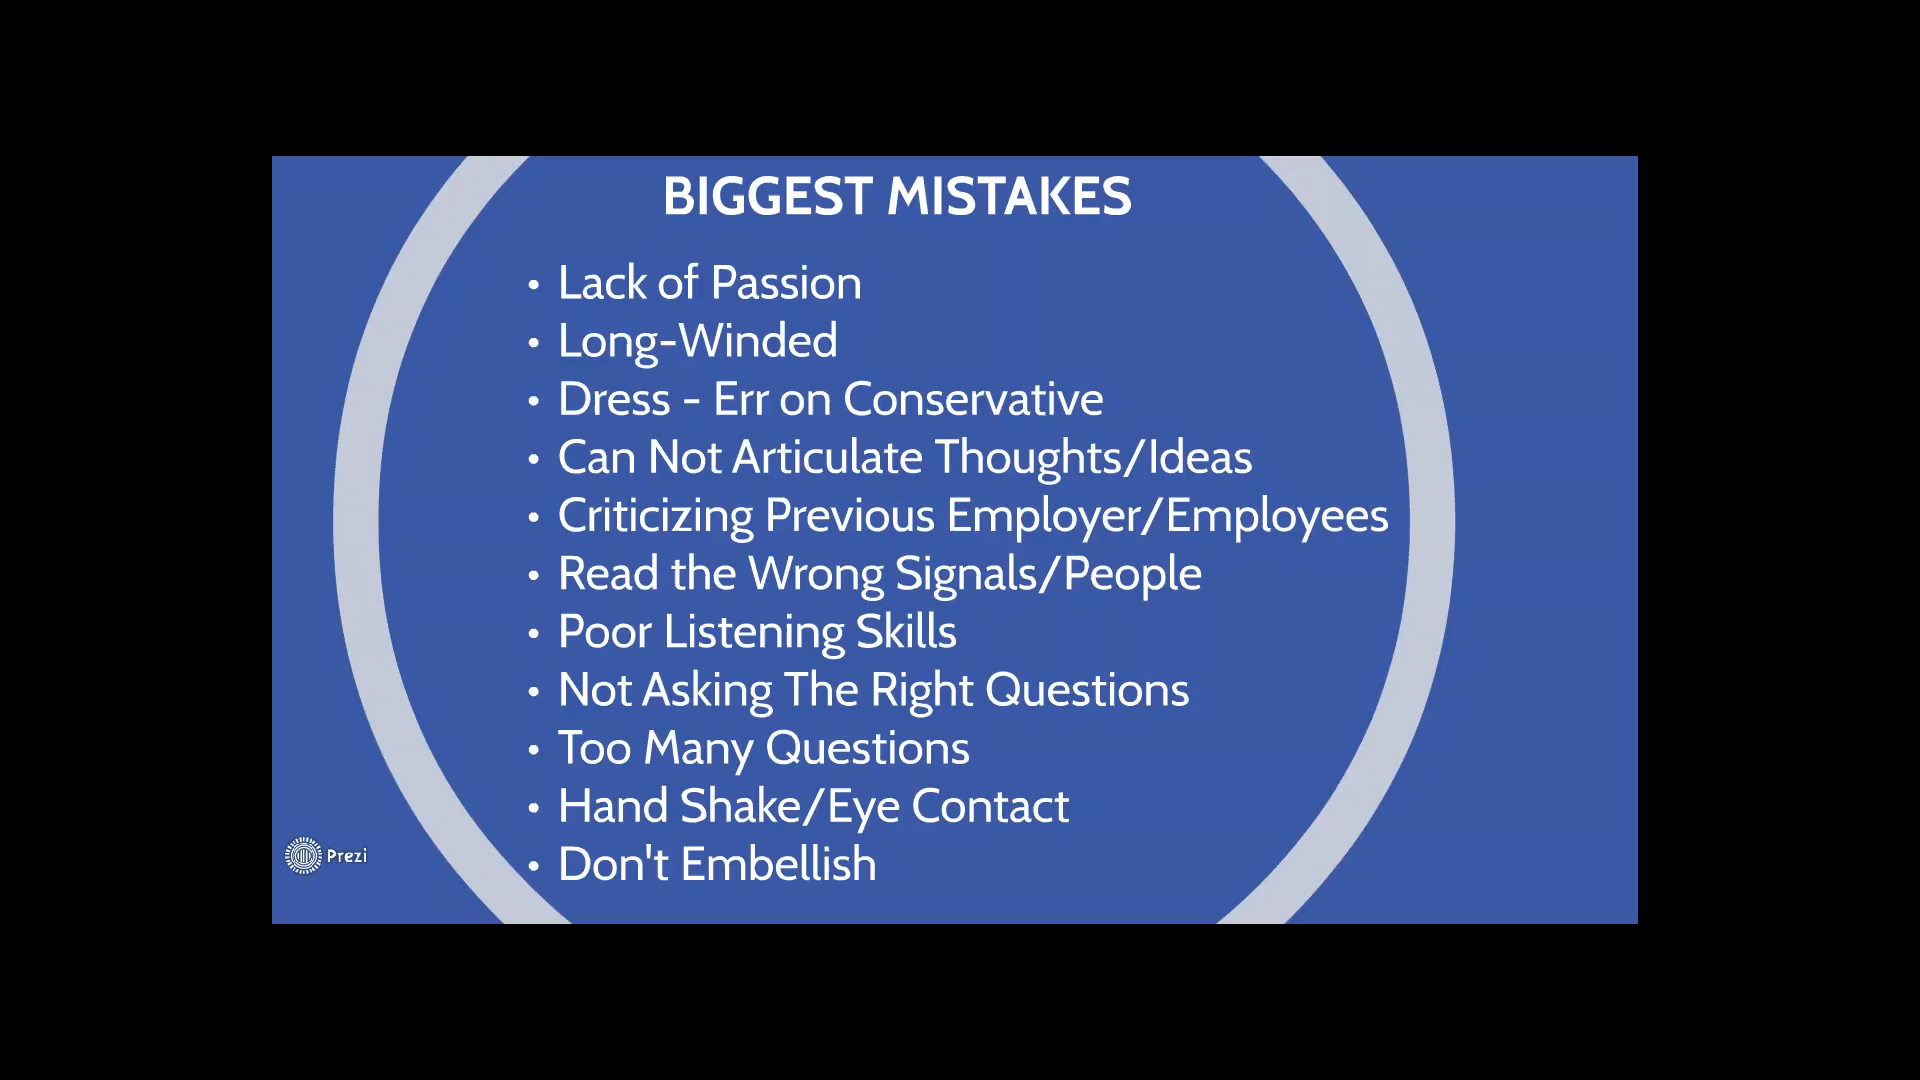 BIGGEST MISTAKES
• Lack of Passion
• Long-Winded
• Dress - Err on Conservative
• Can Not Articulate Thoughts/Ideas
• Criticizing Previous Employer/Employees
• Read the Wrong Signals/People
• Poor Listening Skills
• Not Asking The Right Questions
• Too Many Questions
• Hand Shake/Eye Contact
• Don't Embellish
Prezi